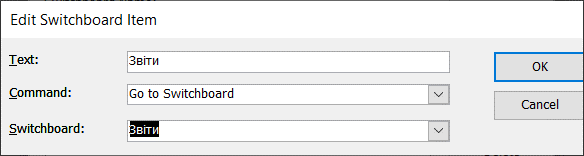 Edit Switchboard Item
Text: Звіти
OK
Command: Go to Switchboard
Cancel
Switchboard: Звіти